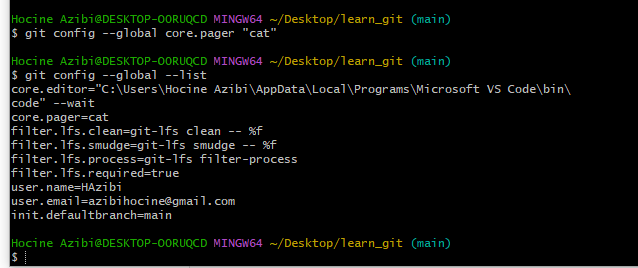 Hocine Azibi@DESKTOP-OORUQCD MINGW64 ~/Desktop/learn_git (main)
$ git config --global core.pager "cat"
Hocine Azibi@DESKTOP-OORUQCD MINGW64 ~/Desktop/learn_git (main)
$ git config --global --list
core.editor="C:\Users\Hocine Azibi\AppData\Local\Programs\Microsoft VS Code\bin\
code" --wait
core.pager=cat
filter.lfs.clean=git-lfs clean -- %f
filter.lfs.smudge=git-lfs smudge -- %f
filter.lfs.process=git-lfs filter-process
filter.lfs.required=true
user.name=HAzibi
user.email=azibihocine@gmail.com
init.defaultbranch=main
Hocine Azibi@DESKTOP-OORUQCD MINGW64 ~/Desktop/learn_git (main)
$